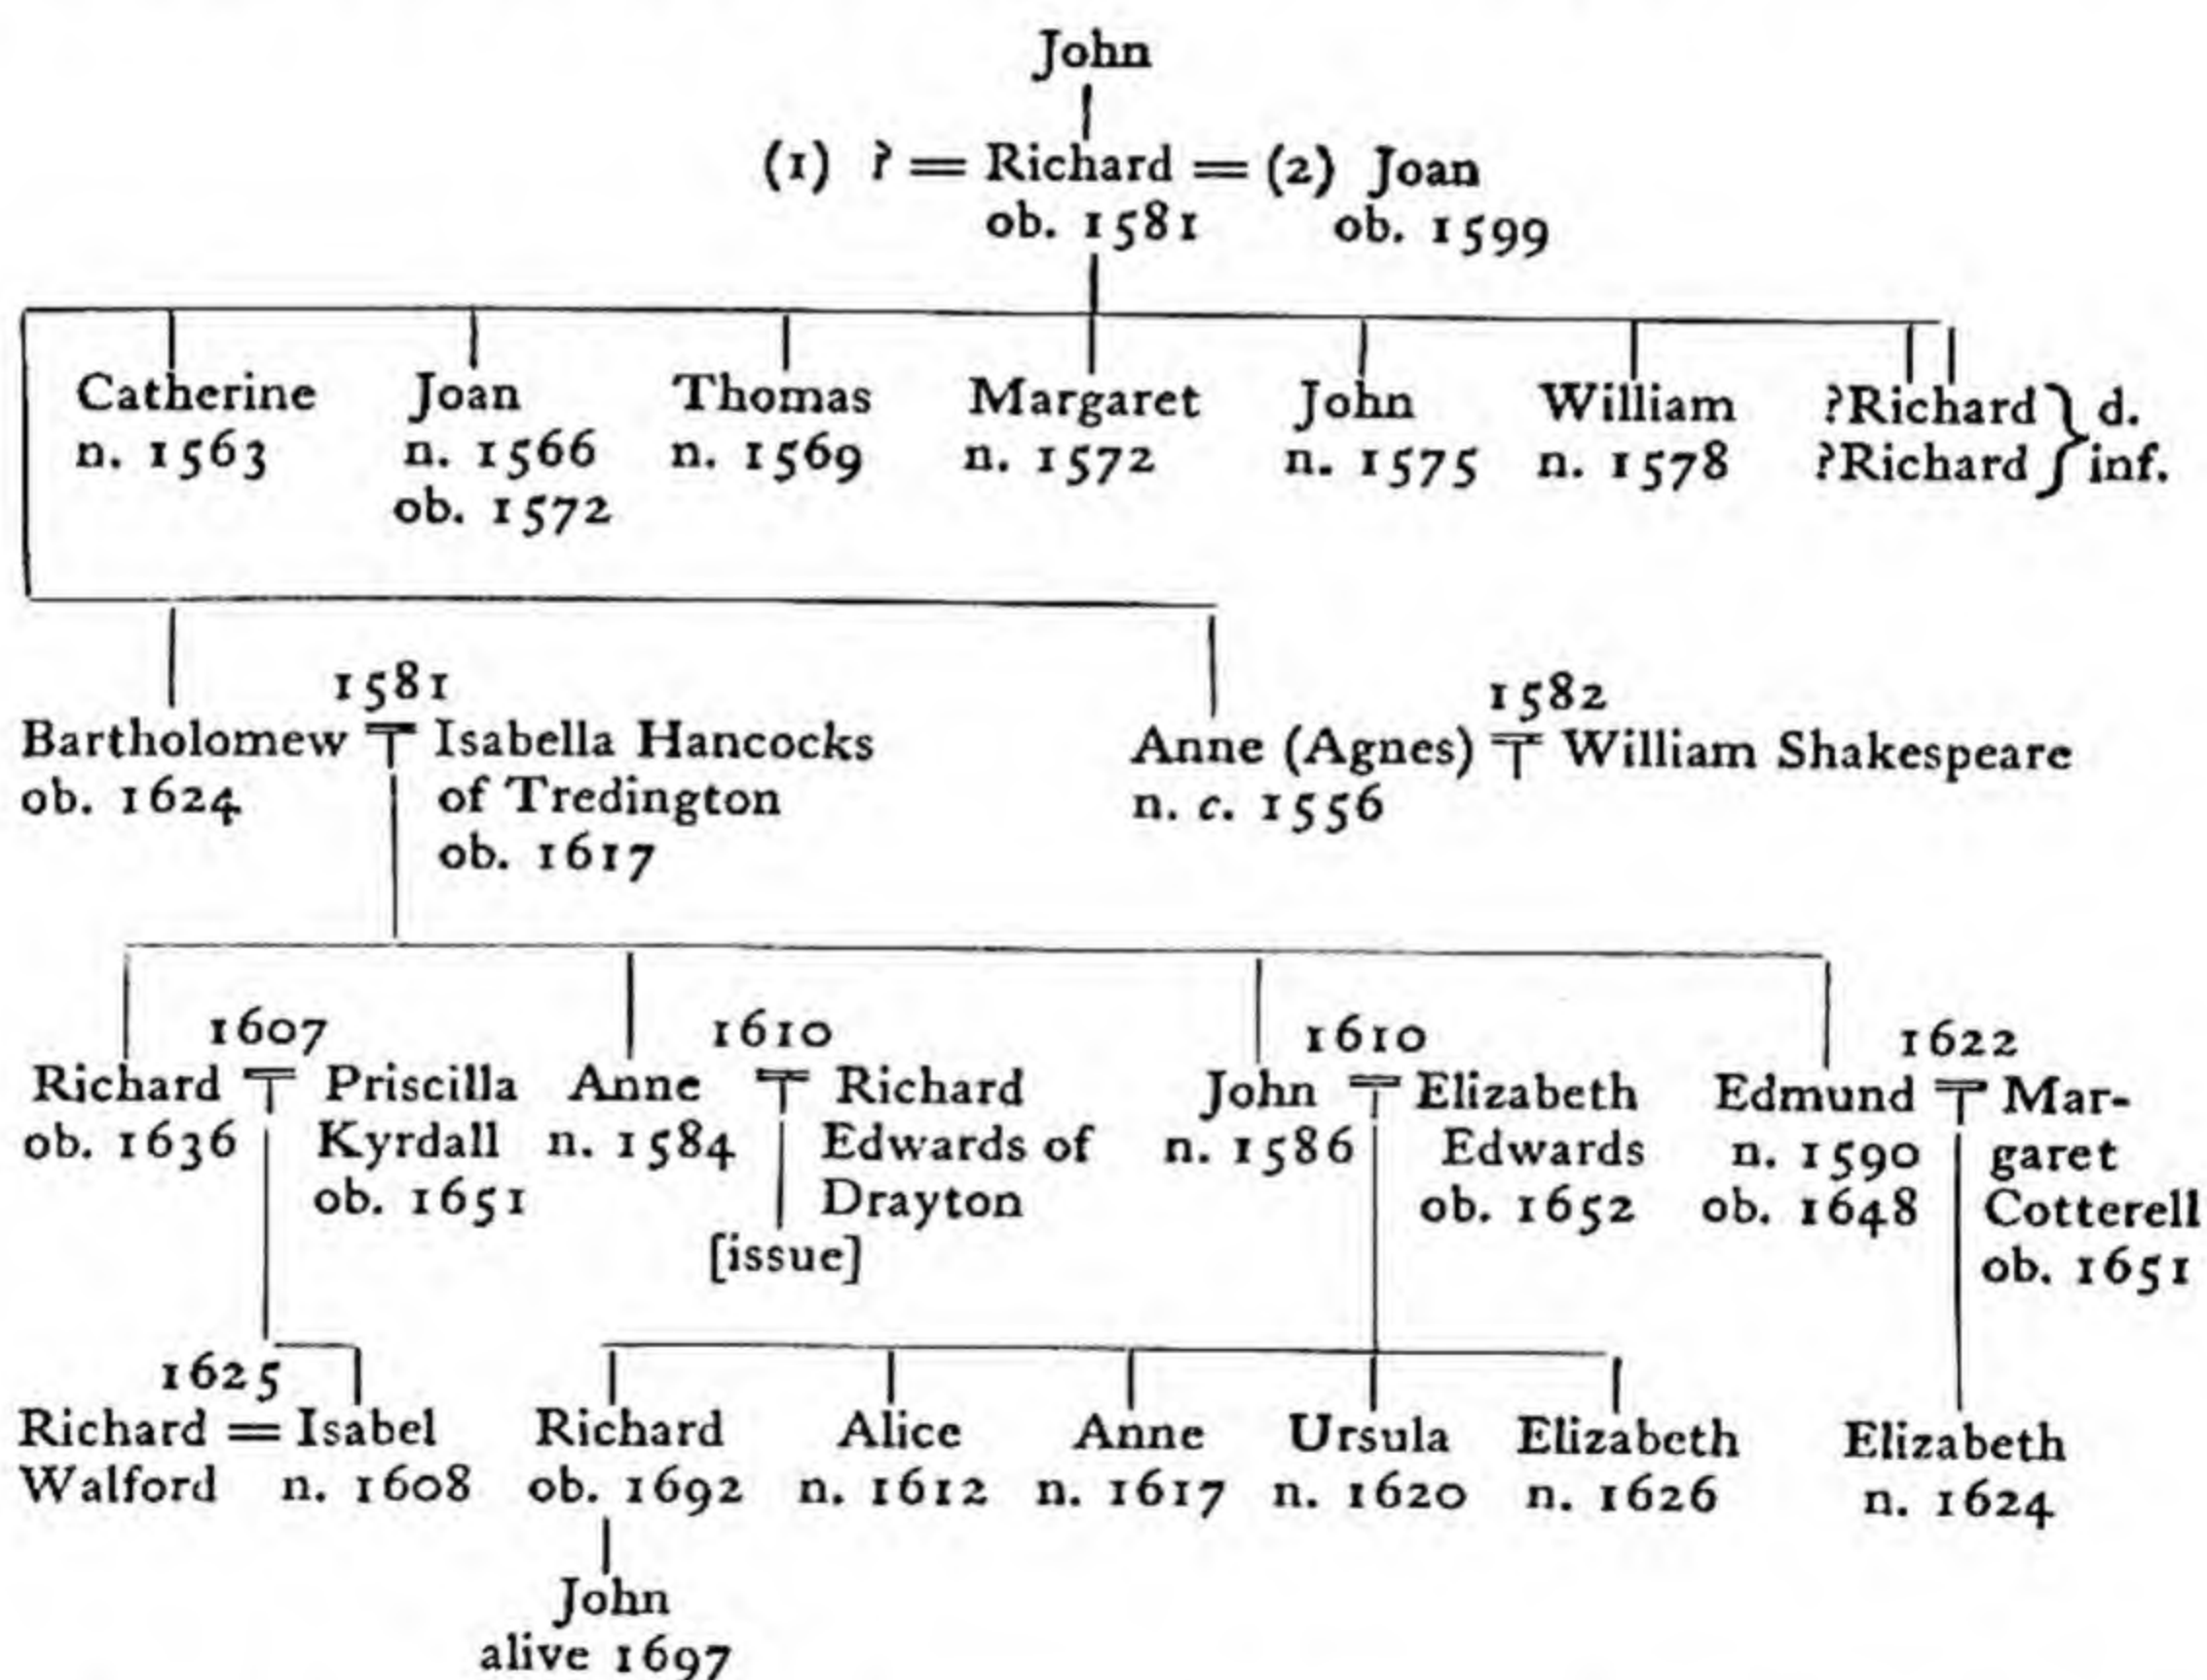 John
(1) ? = Richard = (2) Joan
ob. 1581 ob. 1599
Catherine Joan Thomas Margaret John William ?Richard } d.
n. 1563 n. 1566 n. 1569 n. 1572 n. 1575 n. 1578 ?Richard } inf.
ob. 1572
1581 1582
Bartholomew = Isabella Hancocks Anne (Agnes) = William Shakespeare
ob. 1624 of Tredington n. c. 1556
ob. 1617
1607 1610 1610 1622
Richard = Priscilla Anne = Richard John = Elizabeth Edmund = Mar-
ob. 1636 Kyrdall n. 1584 Edwards of n. 1586 Edwards n. 1590 garet
ob. 1651 Drayton ob. 1652 ob. 1648 Cotterell
[issue] ob. 1651
1625
Richard = Isabel Richard Alice Anne Ursula Elizabeth Elizabeth
Walford n. 1608 ob. 1692 n. 1612 n. 1617 n. 1620 n. 1626 n. 1624
John
alive 1697